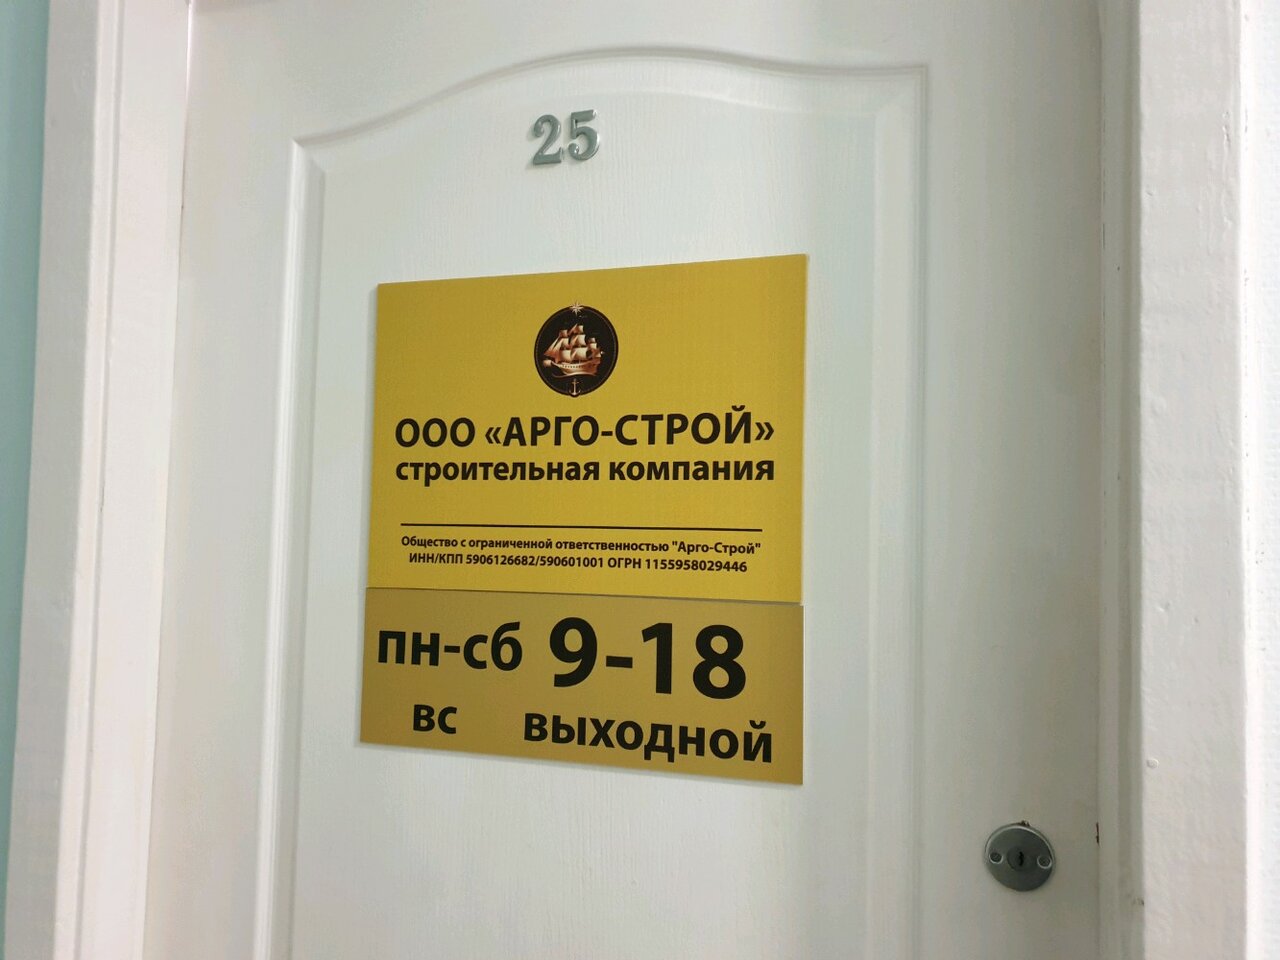 25
ООО «АРГО-СТРОЙ»
строительная компания
Общество с ограниченной ответственностью "Арго-Строй"
ИНН/КПП 5906126682/590601001 ОГРН 1155958029446
пн-сб 9-18
вс выходной